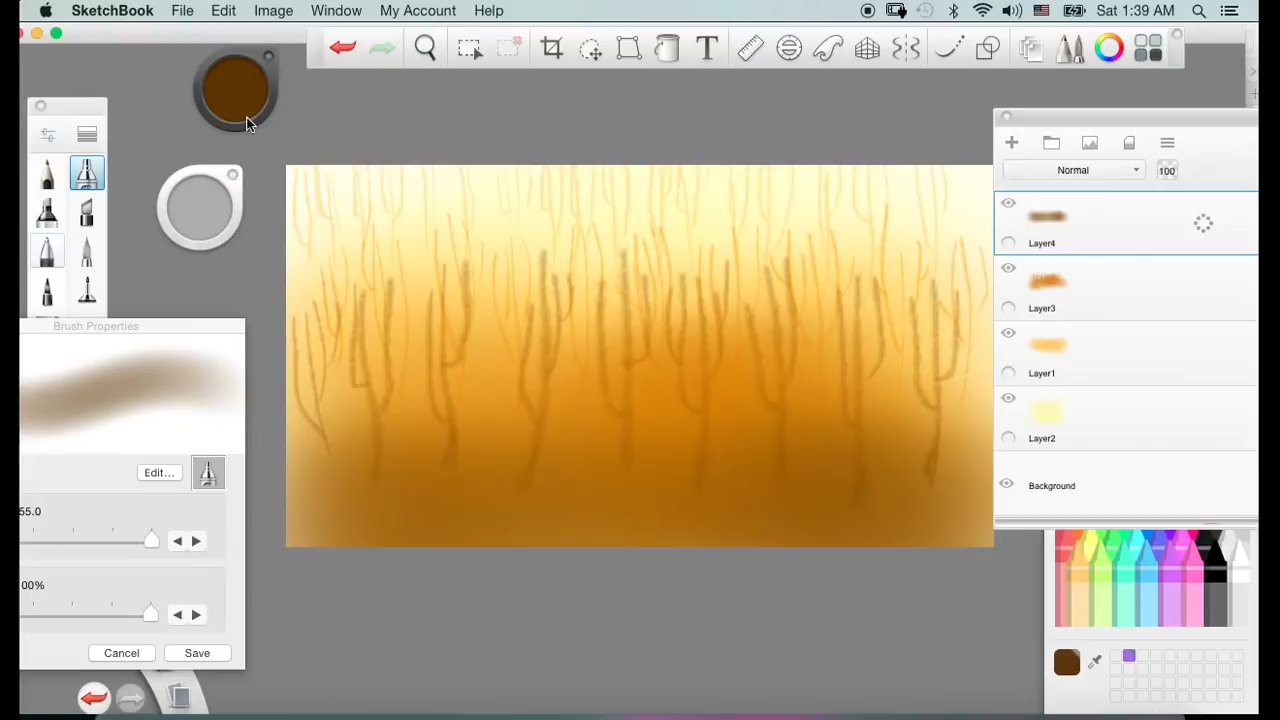 SketchBook File Edit Image Window My Account Help Sat 1:39 AM
T
Normal 100
Layer4
Layer3
Layer1
Layer2
Background
Brush Properties
Edit...
55.0
00%
Cancel Save